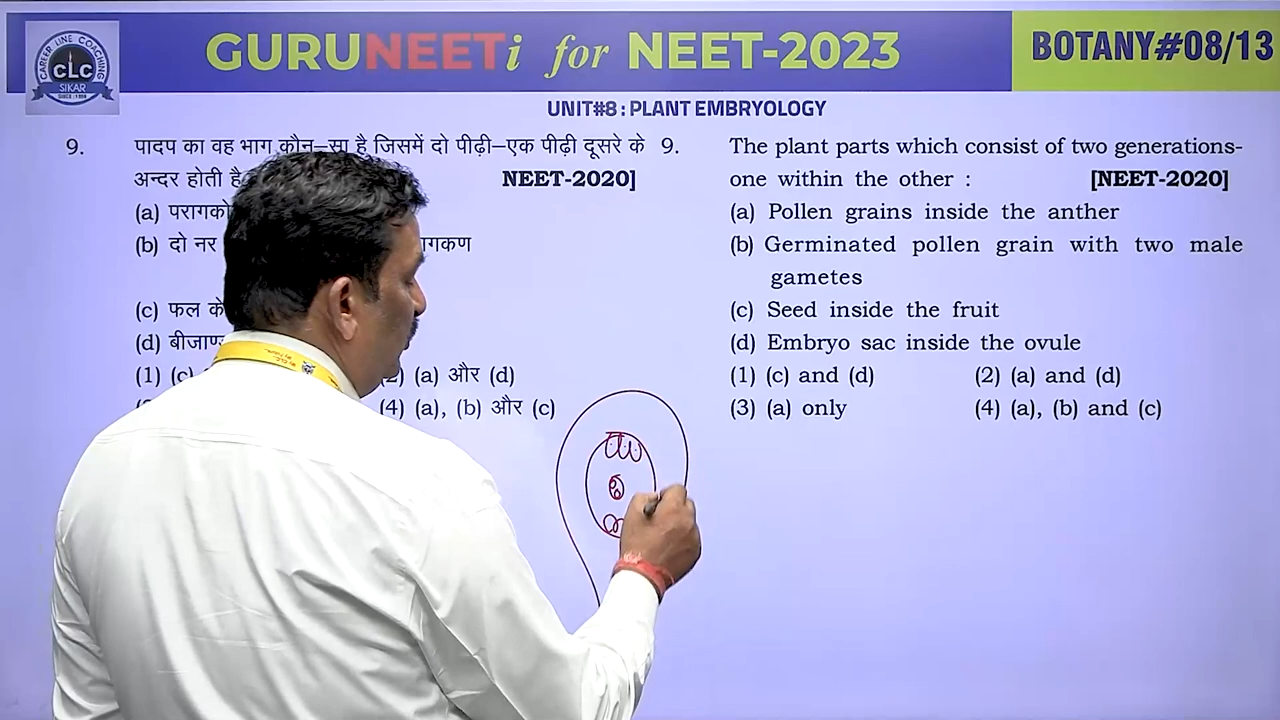 GURUNEETi for NEET-2023
BOTANY#08/13
CAREER LINE COACHING
CLC
SIKAR
SINCE : 1996
UNIT#8 : PLANT EMBRYOLOGY
9. पादप का वह भाग कौन–सा है जिसमें दो पीढ़ी–एक पीढ़ी दूसरे के
अन्दर होती है NEET-2020]
(a)
(b) दो नर
(c) फल के
(d)
(1) (c) (a) और (d)
(4) (a), (b) और (c)
9. The plant parts which consist of two generations-
one within the other : [NEET-2020]
(a) Pollen grains inside the anther
(b) Germinated pollen grain with two male
gametes
(c) Seed inside the fruit
(d) Embryo sac inside the ovule
(1) (c) and (d) (2) (a) and (d)
(3) (a) only (4) (a), (b) and (c)